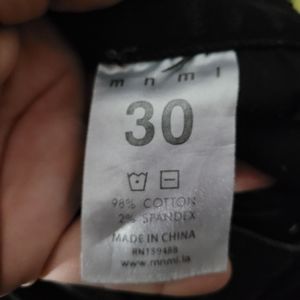 mnml
30
98% COTTON
2% SPANDEX
MADE IN CHINA
RN159488
www.mnml.la